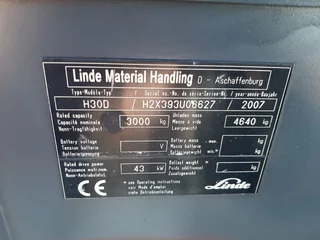 Linde Material Handling D - Aschaffenburg
Type-Modèle-Typ / Serial no.-No. de série-Serien-Nr. / year-année-Baujahr
H30D / H2X393U08627 / 2007
Rated capacity
Capacité nominale 3000 kg
Nenn-Tragfähigkeit
Unladen mass
Masse à vide 4640 kg
Leergewicht
Battery voltage
Tension batterie V
Batteriespannung
Battery mass
Masse batterie kg
Batteriegewicht
Rated drive power
Puissance motr.nom. 43 kW
Nenn-Antriebsleist.
Ballast weight
Poids additionnel kg
Zusatzgewicht
CE
see Operating instructions
voir Mode d'emploi
siehe Betriebsanleitung
Linde